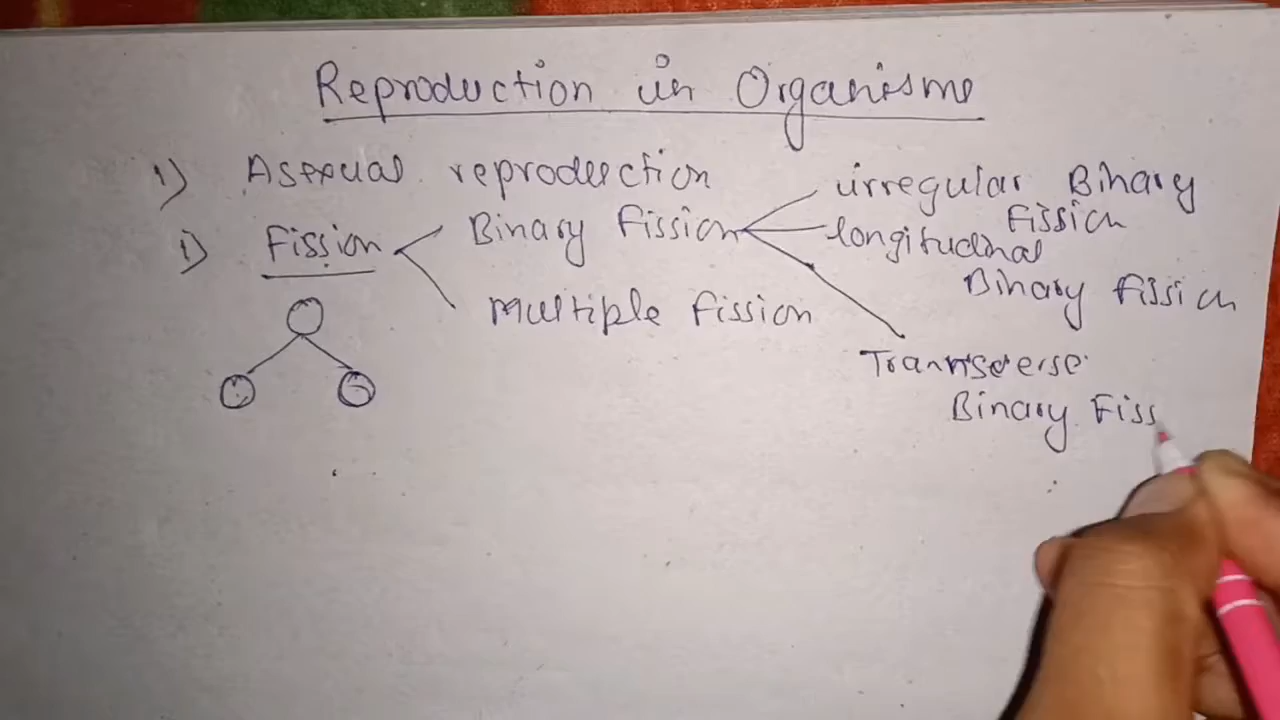 Reproduction in Organisme
1) Asexual reproduction
1) Fission
Binary Fission
Multiple Fission
irregular Binary
Fission
longitudinal
Binary Fission
Transverse
Binary Fiss